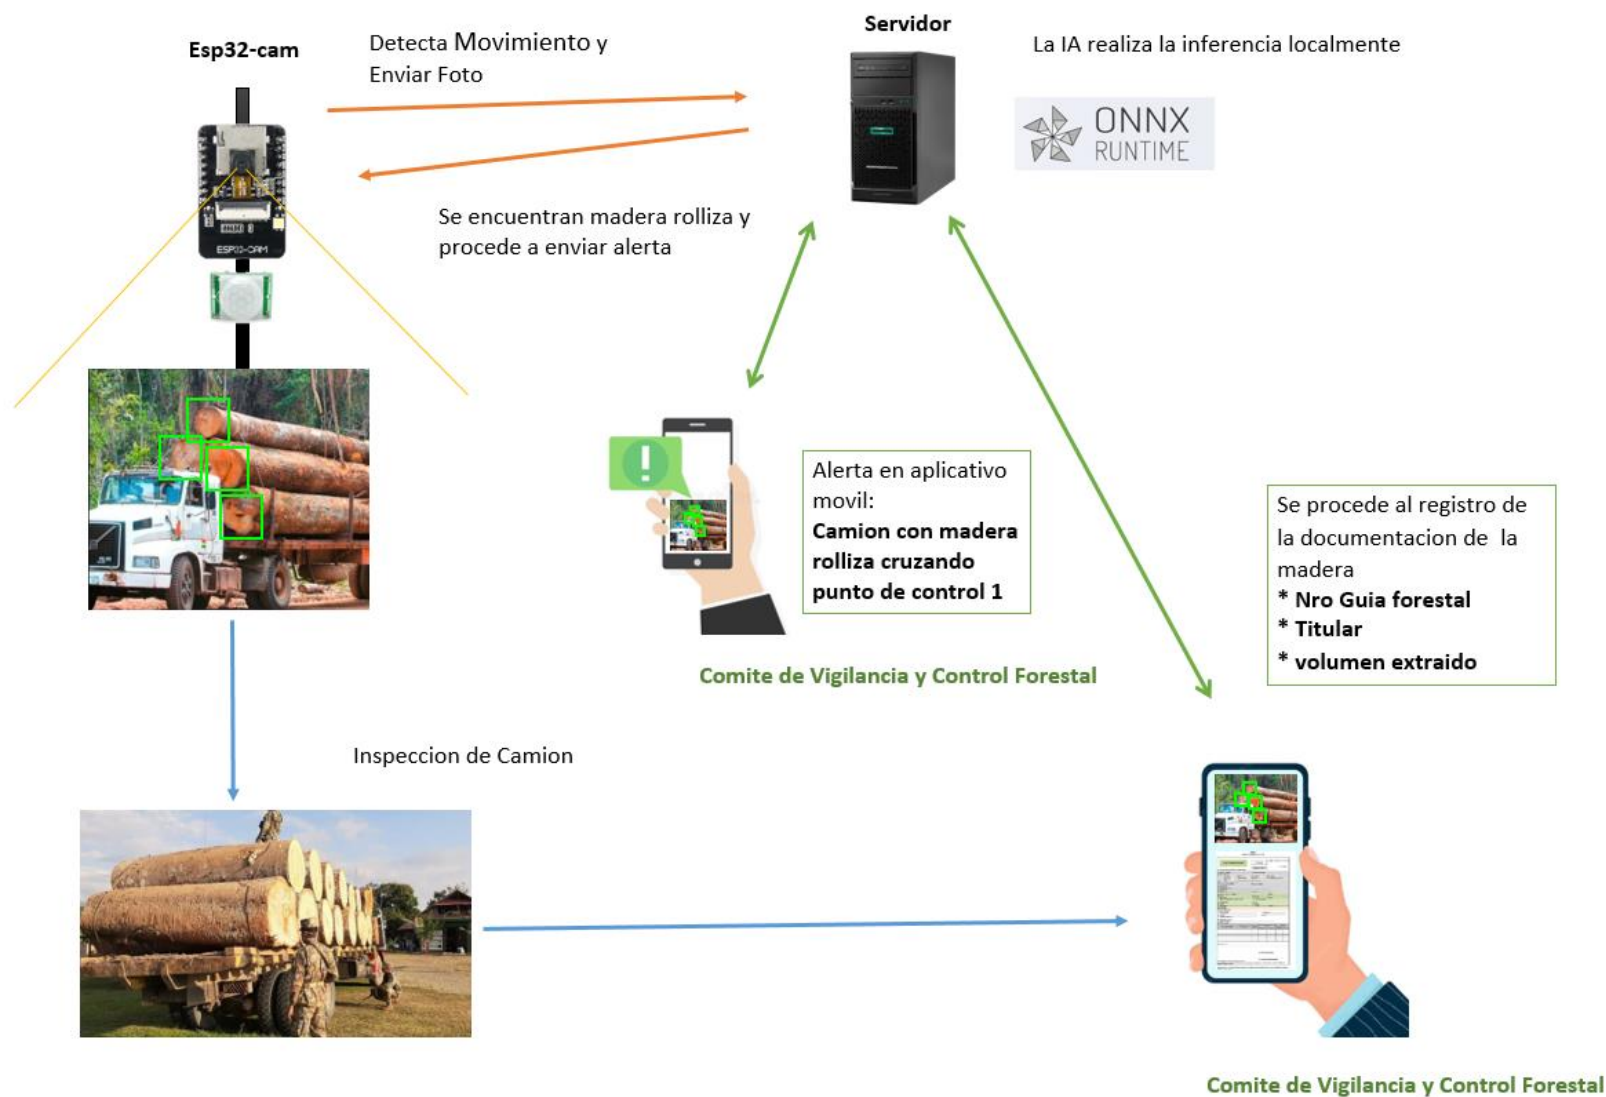 Esp32-cam
Detecta Movimiento y
Enviar Foto
Servidor
La IA realiza la inferencia localmente
ONNX
RUNTIME
Se encuentran madera rolliza y
procede a enviar alerta
ESP32-CAM
Alerta en aplicativo
movil:
Camion con madera
rolliza cruzando
punto de control 1
Se procede al registro de
la documentacion de la
madera
* Nro Guia forestal
* Titular
* volumen extraido
Comite de Vigilancia y Control Forestal
Inspeccion de Camion
Comite de Vigilancia y Control Forestal